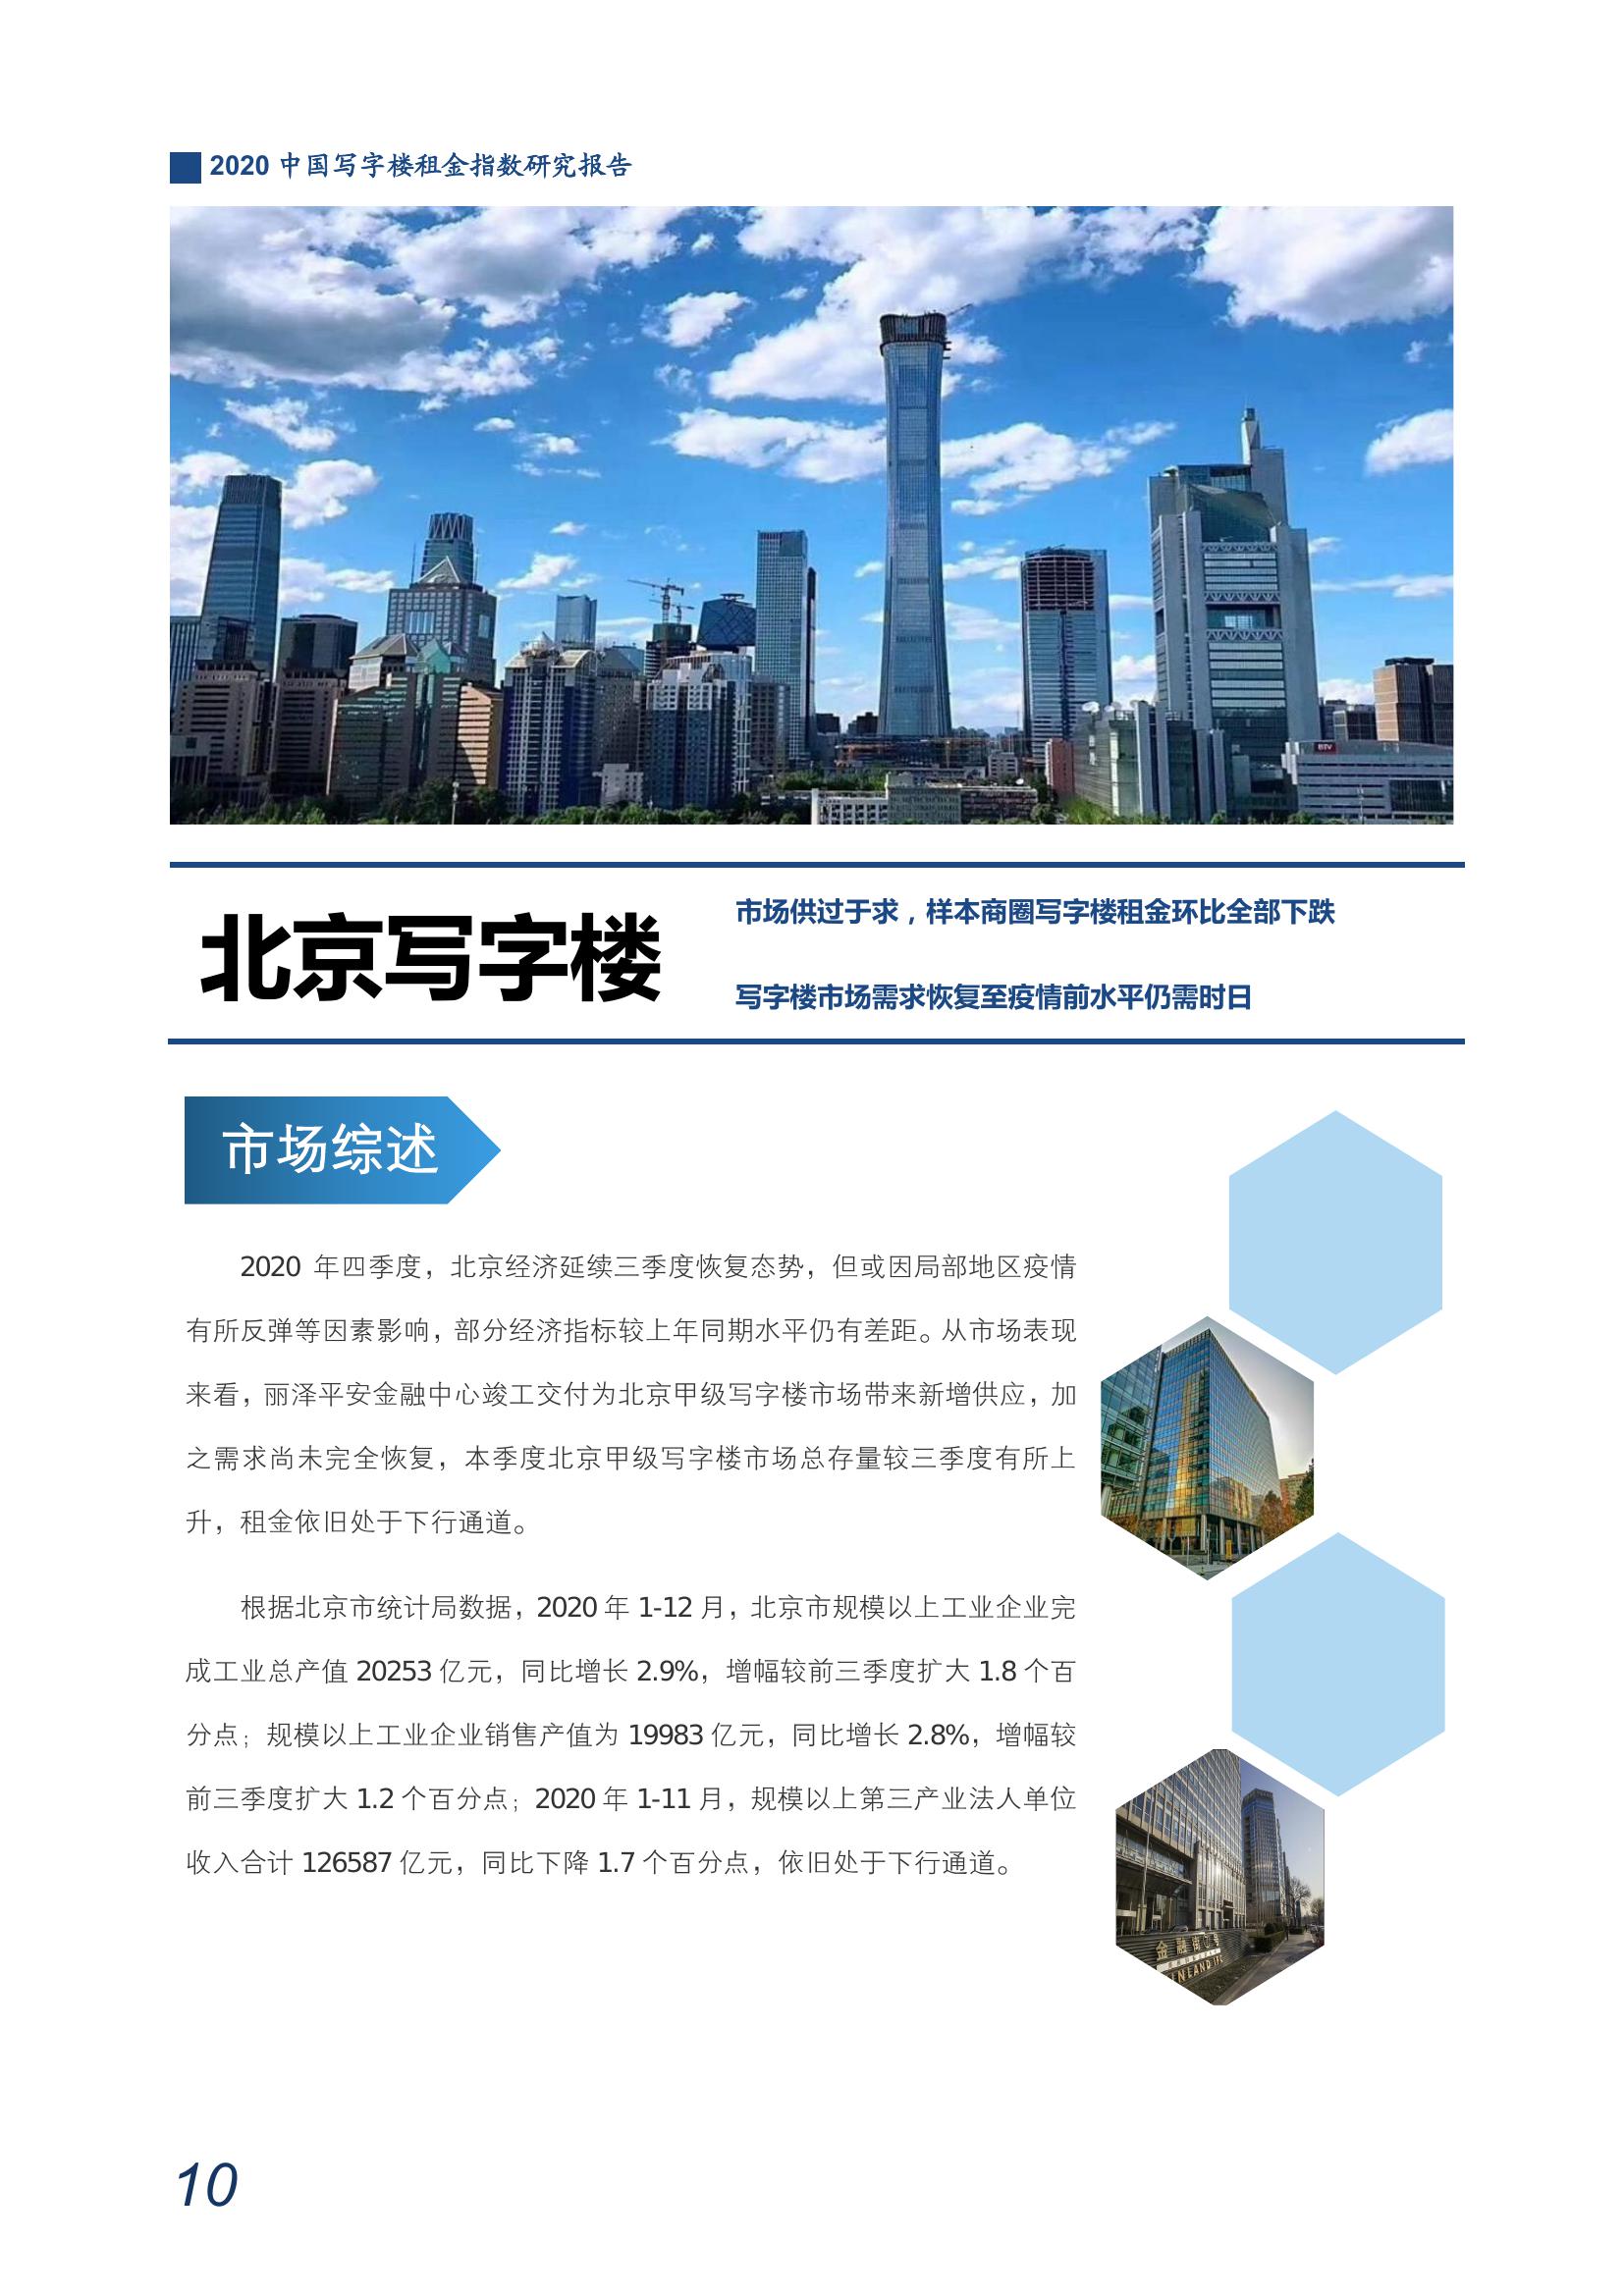 2020 中国写字楼租金指数研究报告
BTV
北京写字楼
市场供过于求，样本商圈写字楼租金环比全部下跌
写字楼市场需求恢复至疫情前水平仍需时日
市场综述
2020 年四季度，北京经济延续三季度恢复态势，但或因局部地区疫情
有所反弹等因素影响，部分经济指标较上年同期水平仍有差距。从市场表现
来看，丽泽平安金融中心竣工交付为北京甲级写字楼市场带来新增供应，加
之需求尚未完全恢复，本季度北京甲级写字楼市场总存量较三季度有所上
升，租金依旧处于下行通道。
根据北京市统计局数据，2020 年 1-12 月，北京市规模以上工业企业完
成工业总产值 20253 亿元，同比增长 2.9%，增幅较前三季度扩大 1.8 个百
分点；规模以上工业企业销售产值为 19983 亿元，同比增长 2.8%，增幅较
前三季度扩大 1.2 个百分点；2020 年 1-11 月，规模以上第三产业法人单位
收入合计 126587 亿元，同比下降 1.7 个百分点，依旧处于下行通道。
金融街
INLAND IFC
10